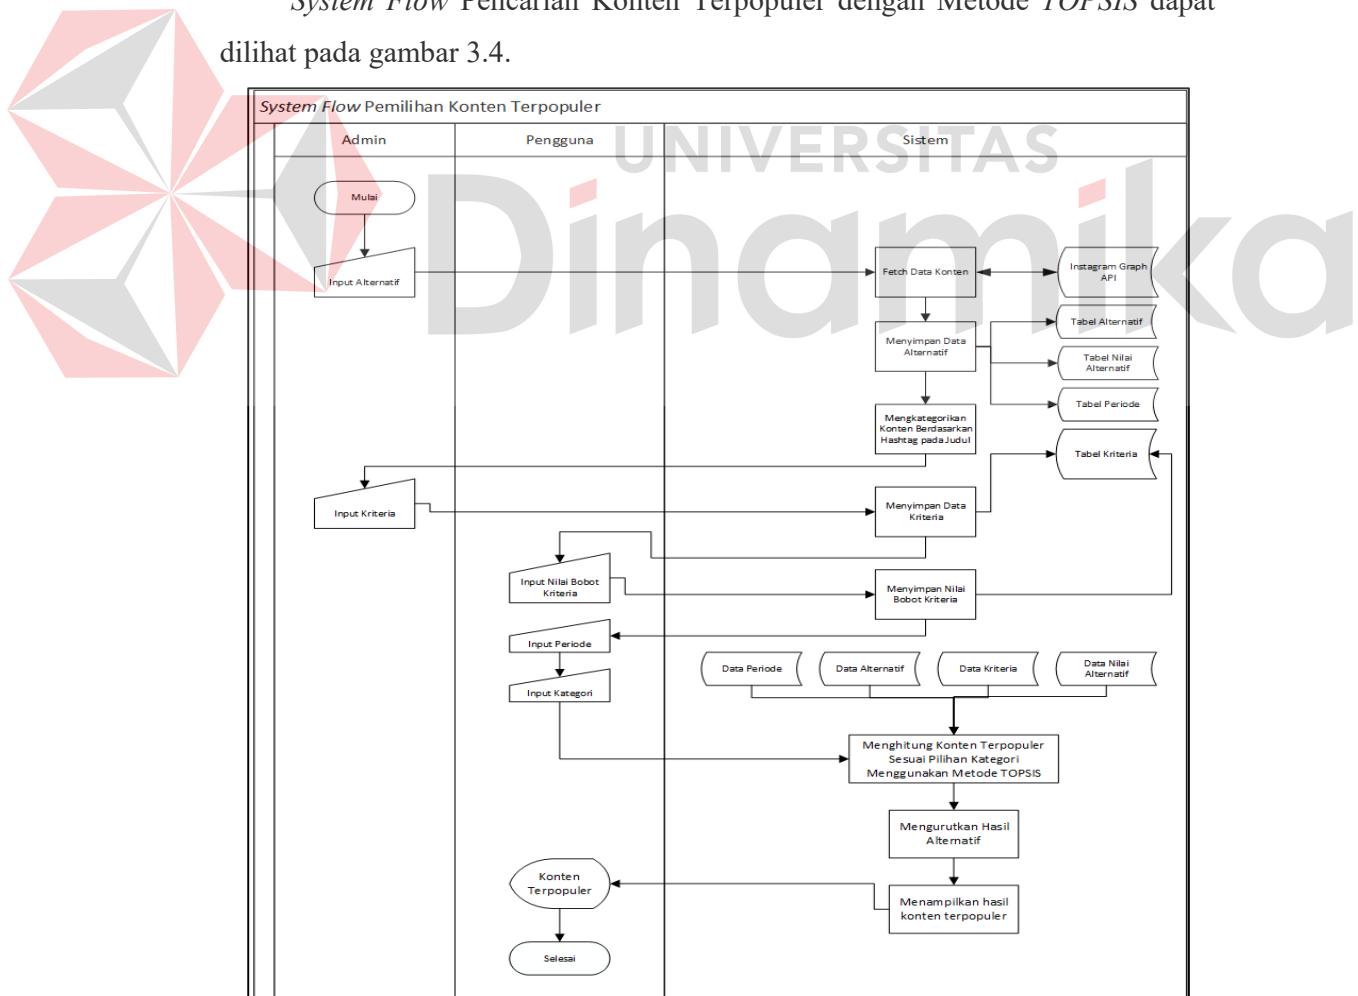 System Flow Pencarian Konten Terpopuler dengan Metode TOPSIS dapat
dilihat pada gambar 3.4.
System Flow Pemilihan Konten Terpopuler
Admin
Pengguna
Sistem
UNIVERSITAS
Dinamika
Mulai
Input Alternatif
Fetch Data Konten
Instagram Graph
API
Menyimpan Data
Alternatif
Tabel Alternatif
Tabel Nilai
Alternatif
Tabel Periode
Mengkategorikan
Konten Berdasarkan
Hashtag pada Judul
Tabel Kriteria
Input Kriteria
Menyimpan Data
Kriteria
Input Nilai Bobot
Kriteria
Menyimpan Nilai
Bobot Kriteria
Input Periode
Input Kategori
Data Periode
Data Alternatif
Data Kriteria
Data Nilai
Alternatif
Menghitung Konten Terpopuler
Sesuai Pilihan Kategori
Menggunakan Metode TOPSIS
Mengurutkan Hasil
Alternatif
Konten
Terpopuler
Menampilkan hasil
konten terpopuler
Selesai